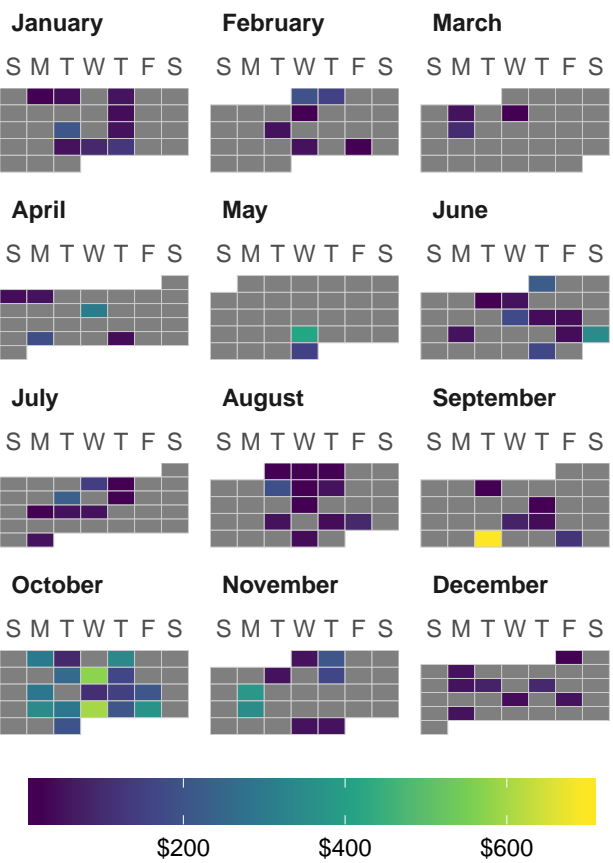 January February March
S M T W T F S S M T W T F S S M T W T F S
April May June
S M T W T F S S M T W T F S S M T W T F S
July August September
S M T W T F S S M T W T F S S M T W T F S
October November December
S M T W T F S S M T W T F S S M T W T F S
$200 $400 $600